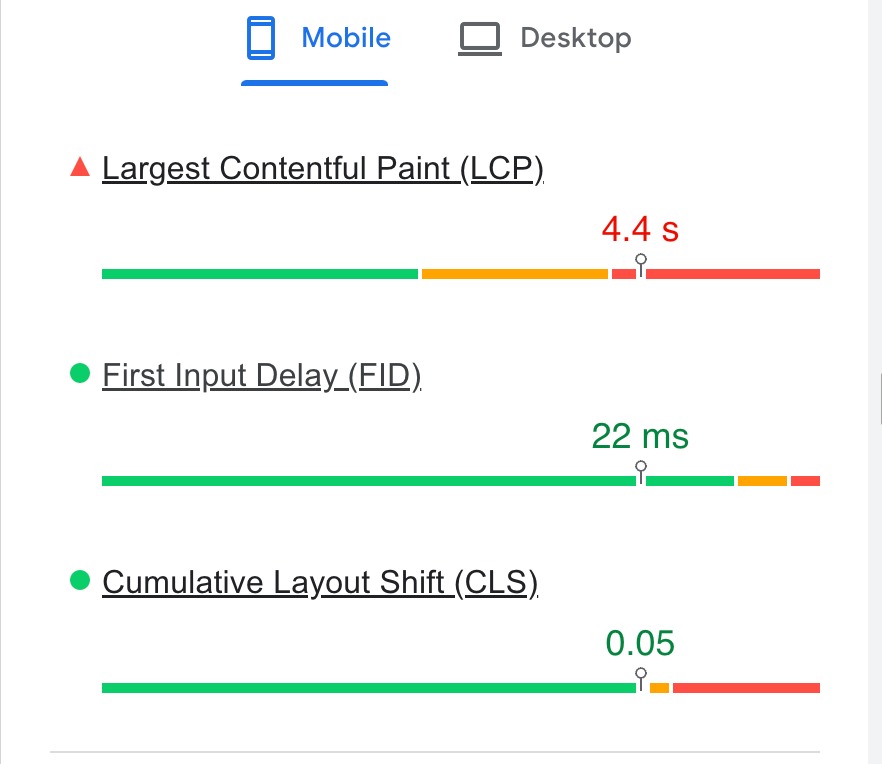 Mobile Desktop
Largest Contentful Paint (LCP)
4.4 s
First Input Delay (FID)
22 ms
Cumulative Layout Shift (CLS)
0.05